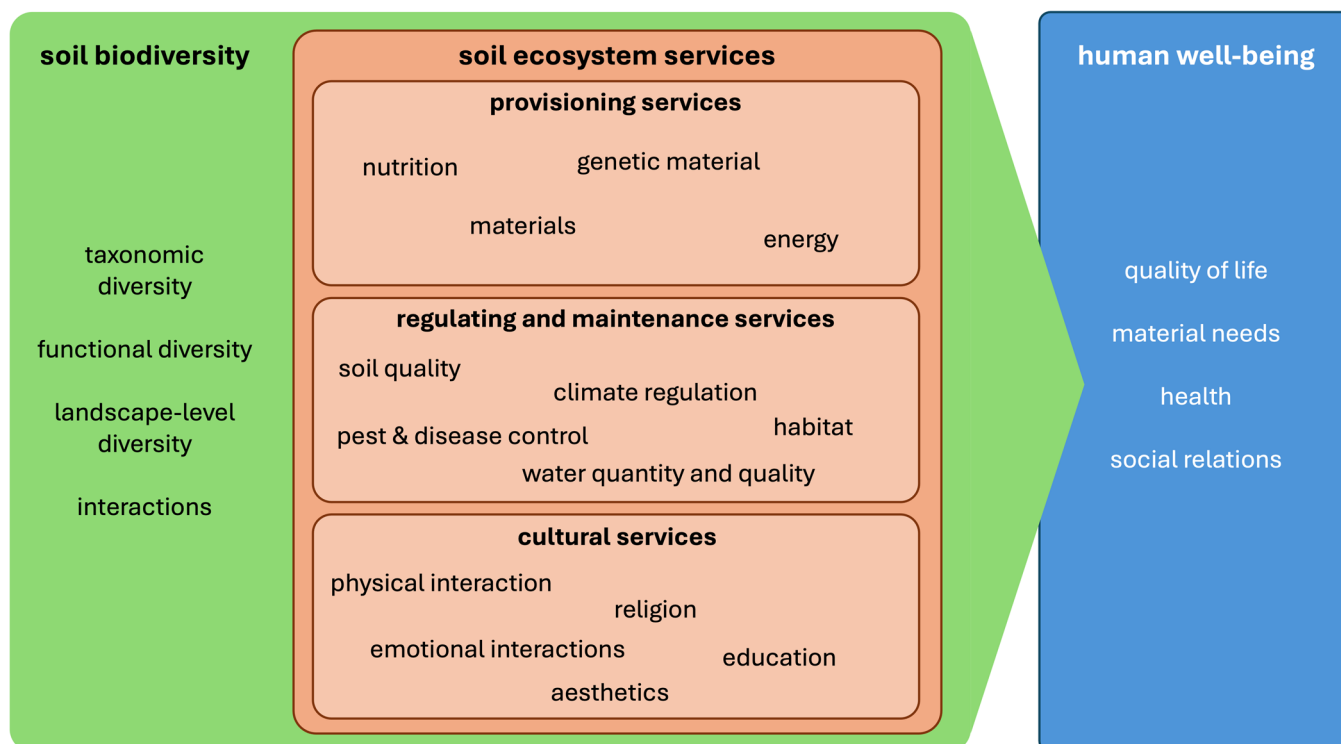 soil biodiversity
taxonomic
diversity
functional diversity
landscape-level
diversity
interactions
soil ecosystem services
provisioning services
nutrition
genetic material
materials
energy
regulating and maintenance services
soil quality
climate regulation
pest & disease control
habitat
water quantity and quality
cultural services
physical interaction
religion
emotional interactions
education
aesthetics
human well-being
quality of life
material needs
health
social relations